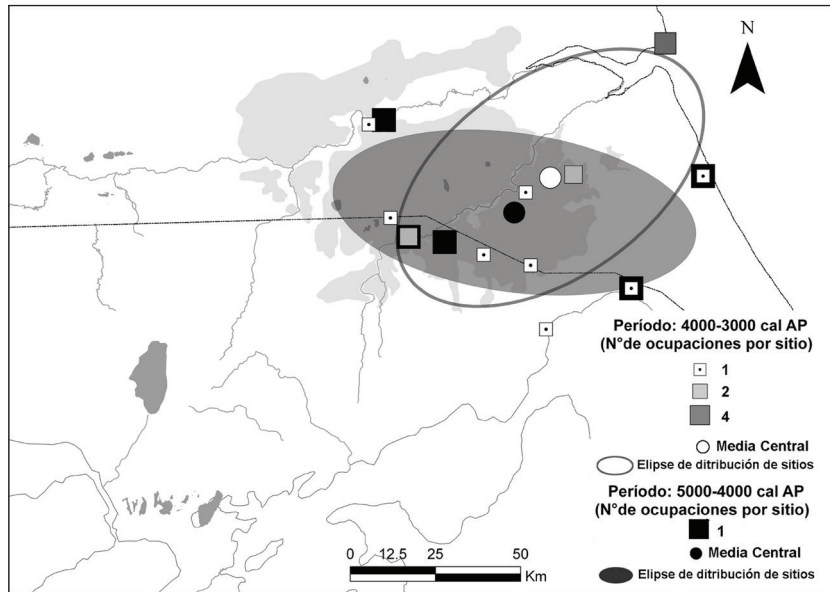 N
Período: 4000-3000 cal AP
(N°de ocupaciones por sitio)
1
2
4
Media Central
Elipse de ditribución de sitios
Período: 5000-4000 cal AP
(N°de ocupaciones por sitio)
1
Media Central
Elipse de ditribución de sitios
0 12.5 25 50
Km